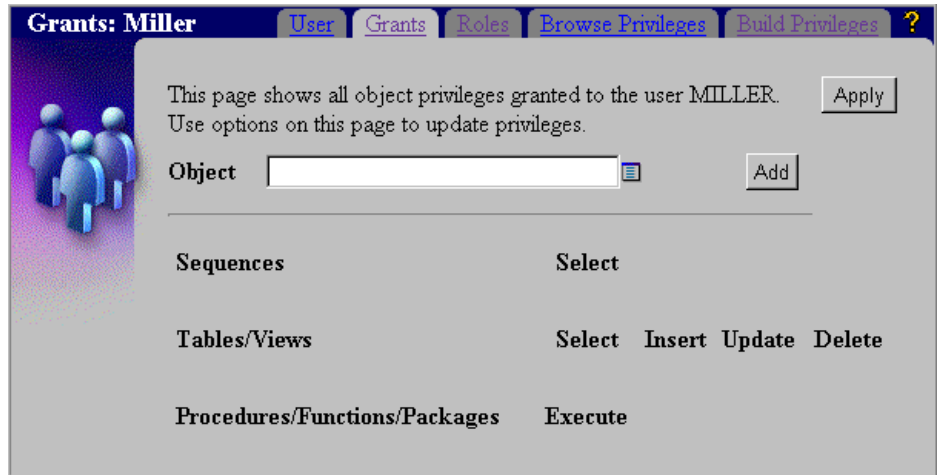 Grants: Miller User Grants Roles Browse Privileges Build Privileges ?
This page shows all object privileges granted to the user MILLER. Apply
Use options on this page to update privileges.
Object Add
Sequences Select
Tables/Views Select Insert Update Delete
Procedures/Functions/Packages Execute